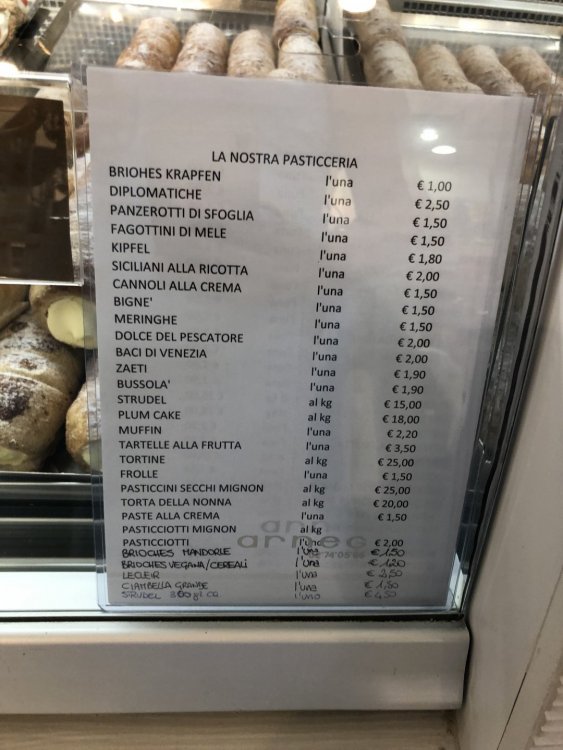 LA NOSTRA PASTICCERIA
BRIOHES KRAPFEN l'una € 1,00
DIPLOMATICHE l'una € 2,50
PANZEROTTI DI SFOGLIA l'una € 1,50
FAGOTTINI DI MELE l'una € 1,50
KIPFEL l'una € 1,80
SICILIANI ALLA RICOTTA l'una € 2,00
CANNOLI ALLA CREMA l'una € 1,50
BIGNE' l'una € 1,50
MERINGHE l'una € 1,50
DOLCE DEL PESCATORE l'una € 2,00
BACI DI VENEZIA l'una € 2,00
ZAETI l'una € 1,90
BUSSOLA' l'una € 1,90
STRUDEL al kg € 15,00
PLUM CAKE al kg € 18,00
MUFFIN l'una € 2,20
TARTELLE ALLA FRUTTA l'una € 3,50
TORTINE al kg € 25,00
FROLLE l'una € 1,50
PASTICCINI SECCHI MIGNON al kg € 25,00
TORTA DELLA NONNA al kg € 20,00
PASTE ALLA CREMA l'una € 1,50
PASTICCIOTTI MIGNON al kg
PASTICCIOTTI l'una € 2,00
BRIOCHES MANDORLE l'una € 1,50
BRIOCHES VEGANA/CEREALI l'una € 1,20
LECLEIR l'una € 2,50
CIAMBELLA GRANDE l'una € 1,80
STRUDEL 360 gr CA l'uno € 4,50